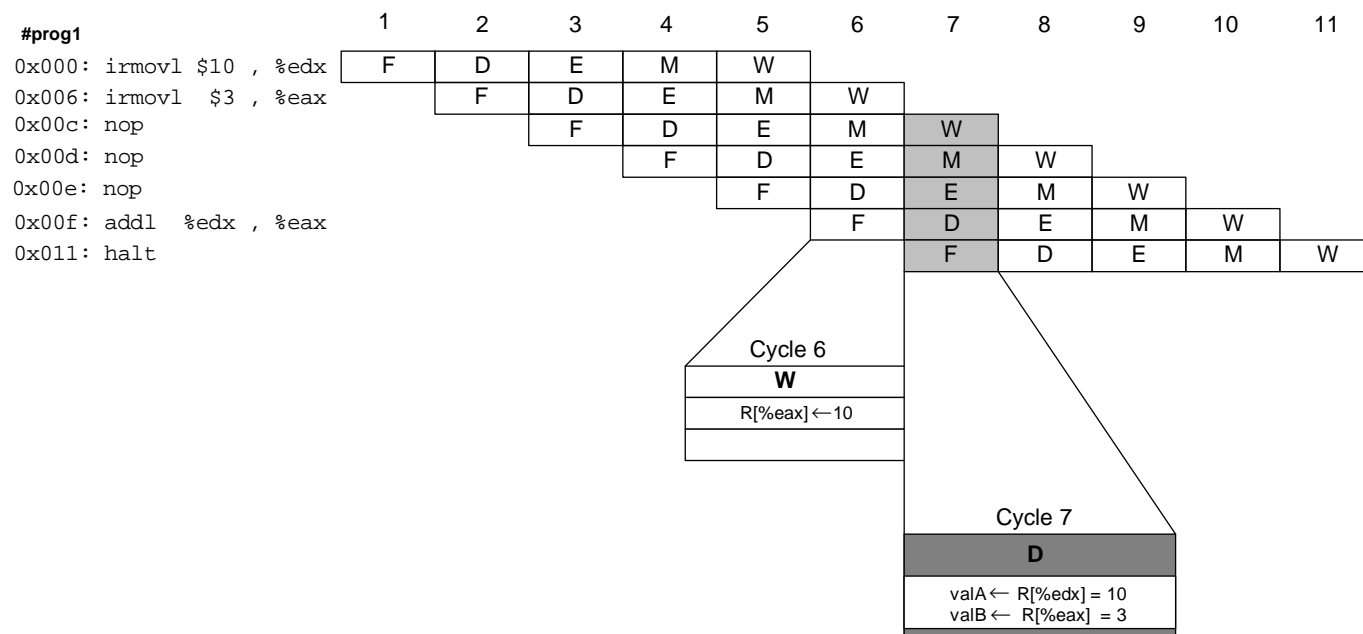 1 2 3 4 5 6 7 8 9 10 11
#prog1
0x000: irmovl $10 , %edx F D E M W
0x006: irmovl $3 , %eax F D E M W
0x00c: nop F D E M W
0x00d: nop F D E M W
0x00e: nop F D E M W
0x00f: addl %edx , %eax F D E M W
0x011: halt F D E M W
Cycle 6
W
R[%eax]←10
Cycle 7
D
valA← R[%edx] = 10
valB← R[%eax] = 3